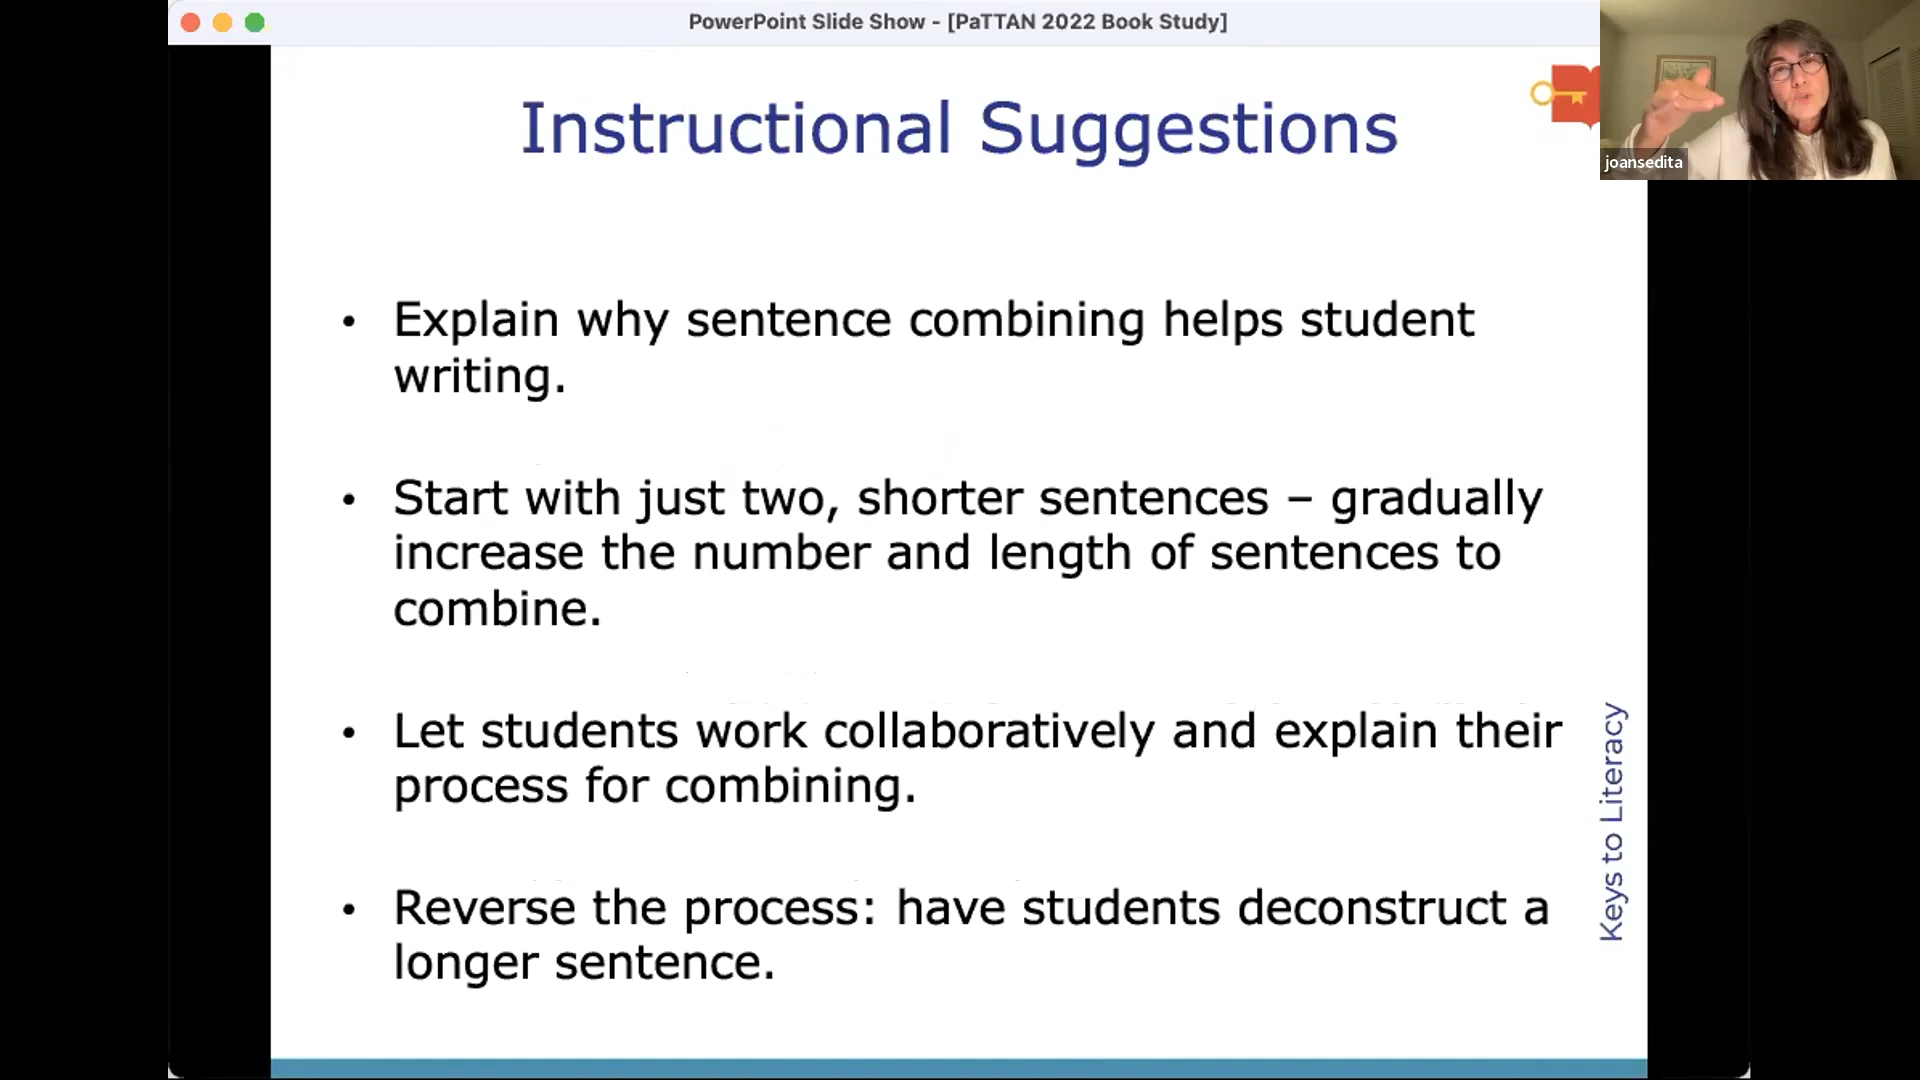 PowerPoint Slide Show - [PaTTAN 2022 Book Study]
joansedita
Instructional Suggestions
• Explain why sentence combining helps student
writing.
• Start with just two, shorter sentences – gradually
increase the number and length of sentences to
combine.
• Let students work collaboratively and explain their
process for combining.
• Reverse the process: have students deconstruct a
longer sentence.
Keys to Literacy